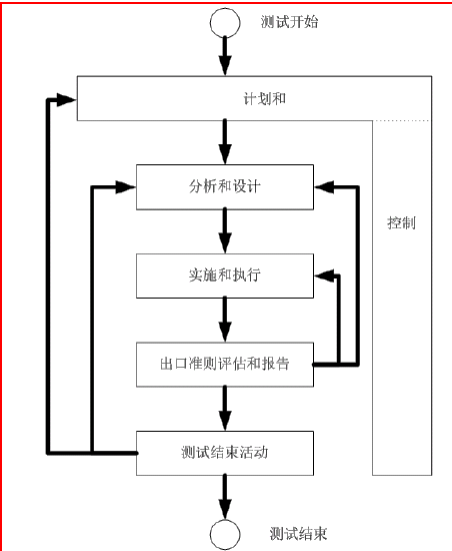 测试开始
计划和
分析和设计
控制
实施和执行
出口准则评估和报告
测试结束活动
测试结束